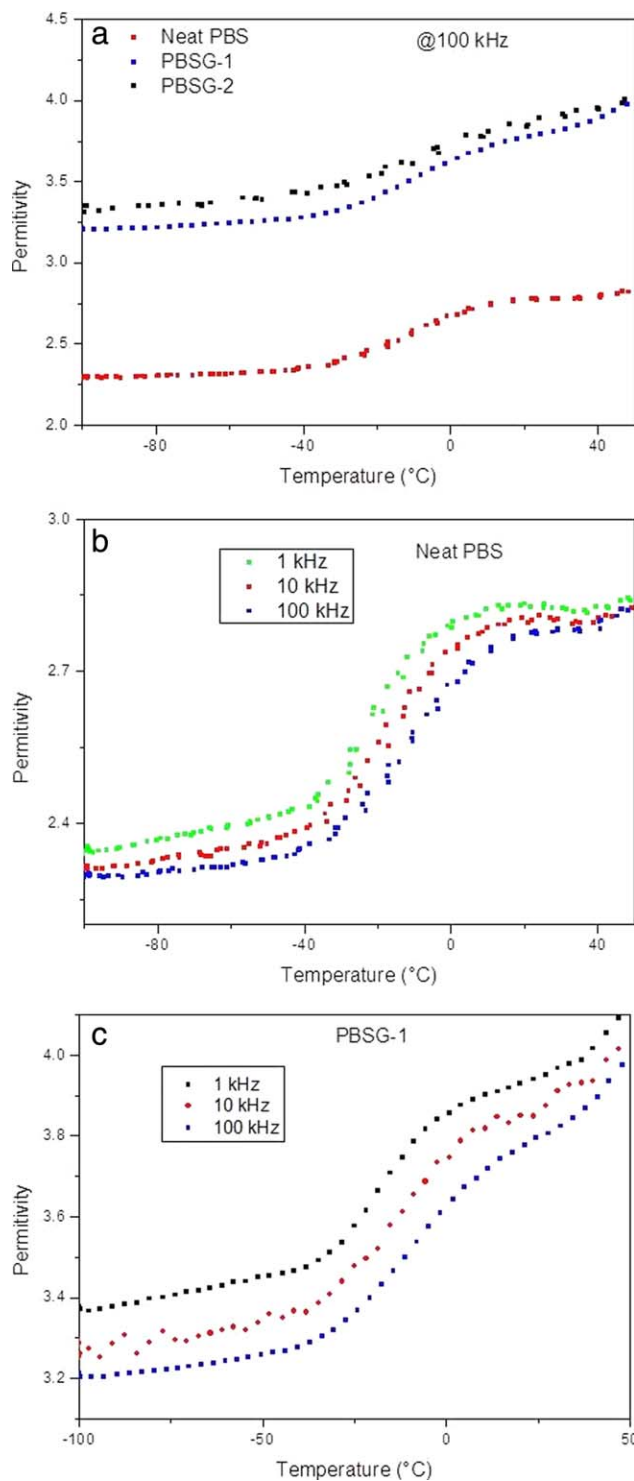 a
Neat PBS
PBSG-1
PBSG-2
@100 kHz
4.5
4.0
3.5
3.0
2.5
2.0
Permitivity
-80 -40 0 40
Temperature (°C)
b
Neat PBS
1 kHz
10 kHz
100 kHz
3.0
2.7
2.4
Permitivity
-80 -40 0 40
Temperature (°C)
c
PBSG-1
1 kHz
10 kHz
100 kHz
4.0
3.8
3.6
3.4
3.2
Permitivity
-100 -50 0 50
Temperature (°C)